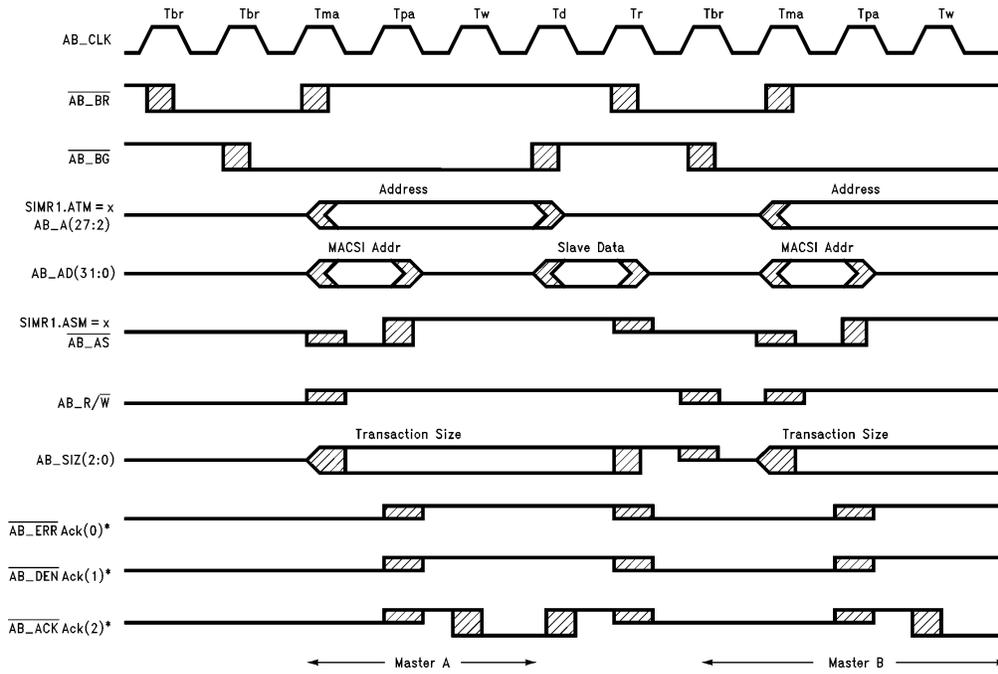 Tbr Tbr Tma Tpa Tw Td Tr Tbr Tma Tpa Tw
AB_CLK
AB_BR
AB_BG
Address Address
SIMR1.ATM = x
AB_A(27:2)
MACSI Addr Slave Data MACSI Addr
AB_AD(31:0)
SIMR1.ASM = x
AB_AS
AB_R/W
Transaction Size Transaction Size
AB_SIZ(2:0)
AB_ERR Ack(0)*
AB_DEN Ack(1)*
AB_ACK Ack(2)*
Master A Master B